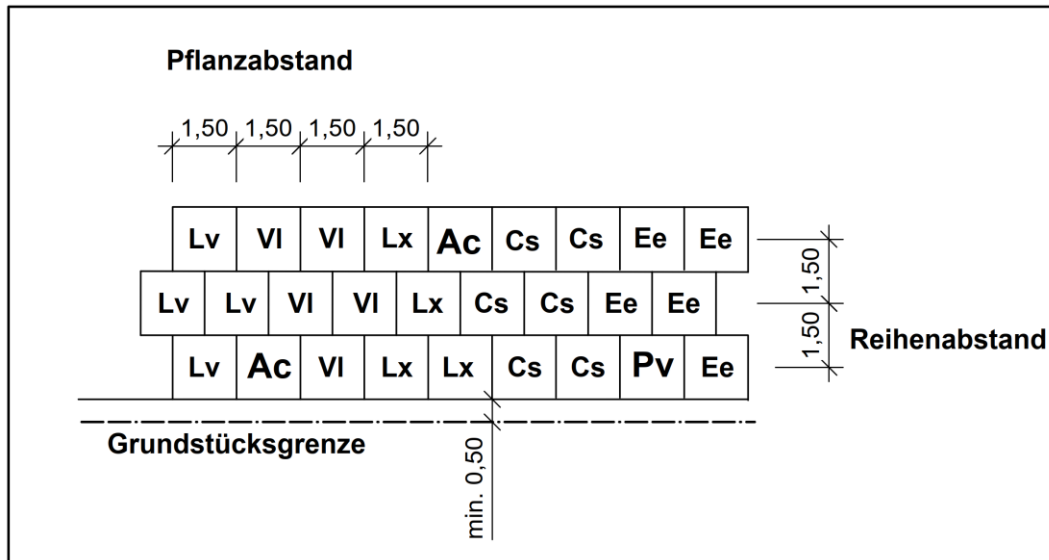 Pflanzabstand
1,50 1,50 1,50 1,50
Lv Vl Vl Lx Ac Cs Cs Ee Ee
Lv Lv Vl Vl Lx Cs Cs Ee Ee
Lv Ac Vl Lx Lx Cs Cs Pv Ee
1,50
1,50
Reihenabstand
Grundstücksgrenze
min. 0,50